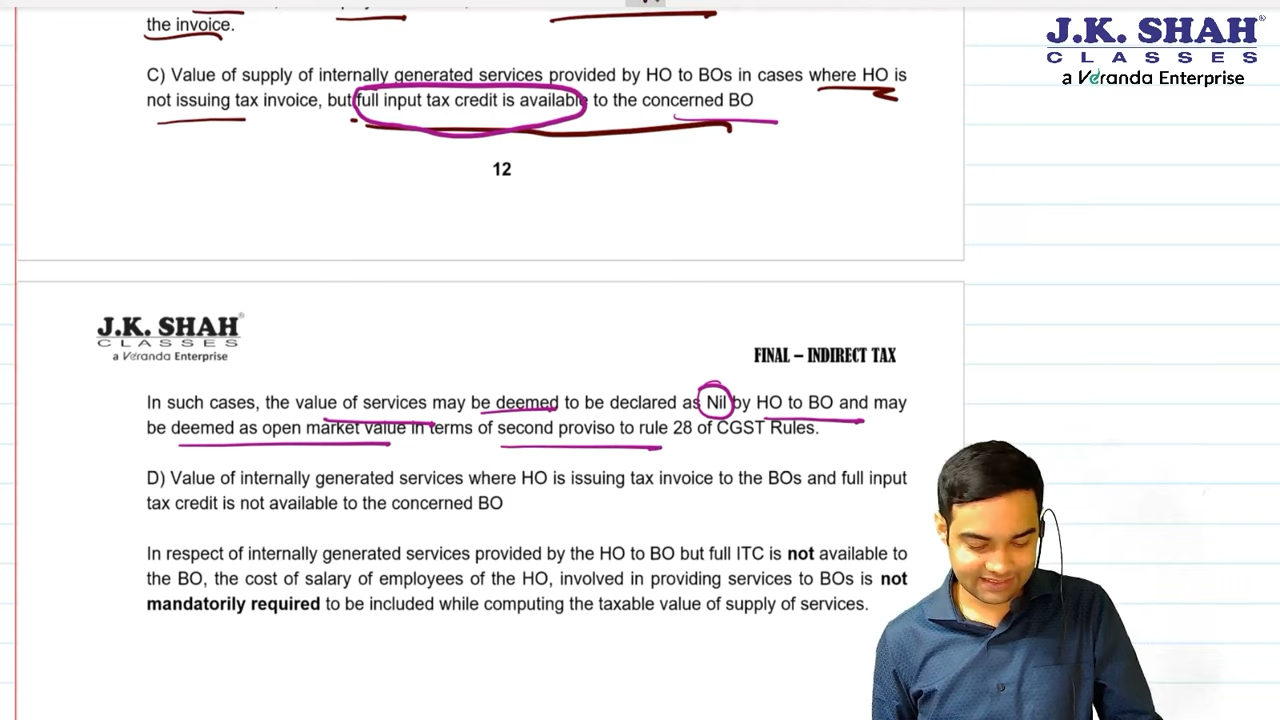 the invoice.
J.K. SHAH®
CLASSES
a Veranda Enterprise
C) Value of supply of internally generated services provided by HO to BOs in cases where HO is
not issuing tax invoice, but full input tax credit is available to the concerned BO
12
J.K. SHAH®
CLASSES
a Veranda Enterprise
FINAL – INDIRECT TAX
In such cases, the value of services may be deemed to be declared as Nil by HO to BO and may
be deemed as open market value in terms of second proviso to rule 28 of CGST Rules.
D) Value of internally generated services where HO is issuing tax invoice to the BOs and full input
tax credit is not available to the concerned BO
In respect of internally generated services provided by the HO to BO but full ITC is not available to
the BO, the cost of salary of employees of the HO, involved in providing services to BOs is not
mandatorily required to be included while computing the taxable value of supply of services.